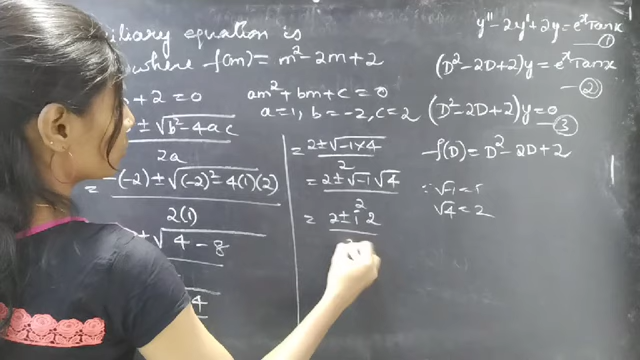 iliary equation is
where f(m) = m² - 2m + 2
+ 2 = 0
± √b² - 4ac
2a
= -(-2) ± √(-2)² - 4(1)(2)
2(1)
± √4 - 8
4
am² + bm + c = 0
a = 1, b = -2, c = 2
= 2 ± √-1 × 4
2
= 2 ± √-1 √4
2
= 2 ± i 2
y'' - 2y' + 2y = eˣ Tan x
①
(D² - 2D + 2)y = eˣ Tan x
②
(D² - 2D + 2)y = 0
③
f(D) = D² - 2D + 2
∵ √-1 = i
√4 = 2